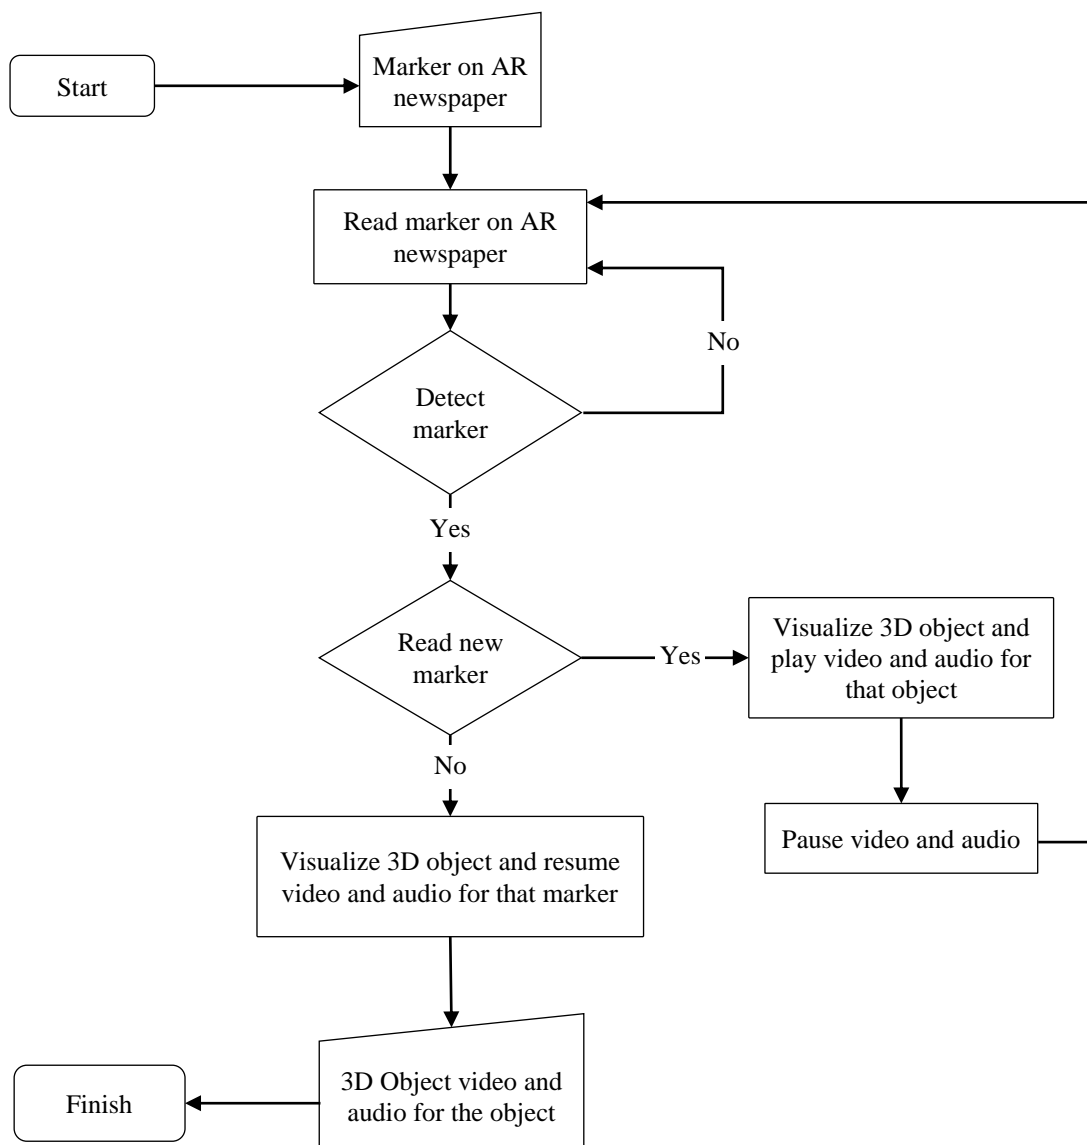 Start
Marker on AR
newspaper
Read marker on AR
newspaper
No
Detect
marker
Yes
Read new
marker
Yes
Visualize 3D object and
play video and audio for
that object
No
Pause video and audio
Visualize 3D object and resume
video and audio for that marker
3D Object video and
audio for the object
Finish